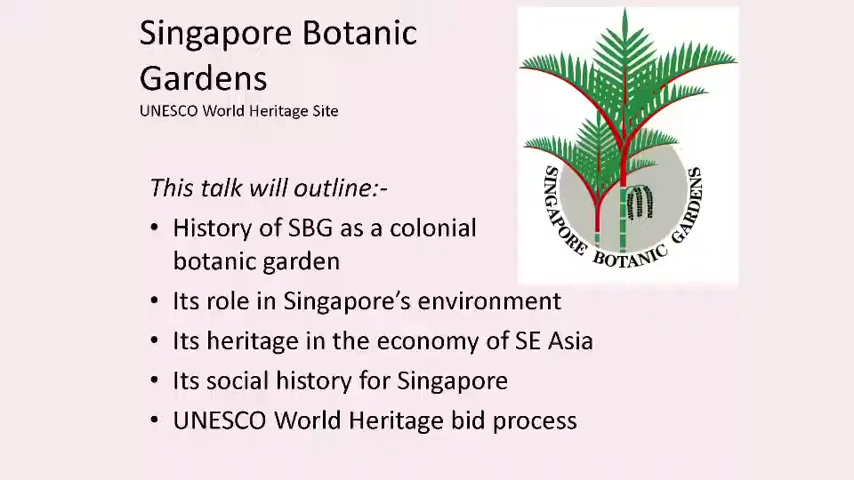 Singapore Botanic
Gardens
UNESCO World Heritage Site
This talk will outline:-
• History of SBG as a colonial
botanic garden
• Its role in Singapore's environment
• Its heritage in the economy of SE Asia
• Its social history for Singapore
• UNESCO World Heritage bid process
SINGAPORE BOTANIC GARDENS